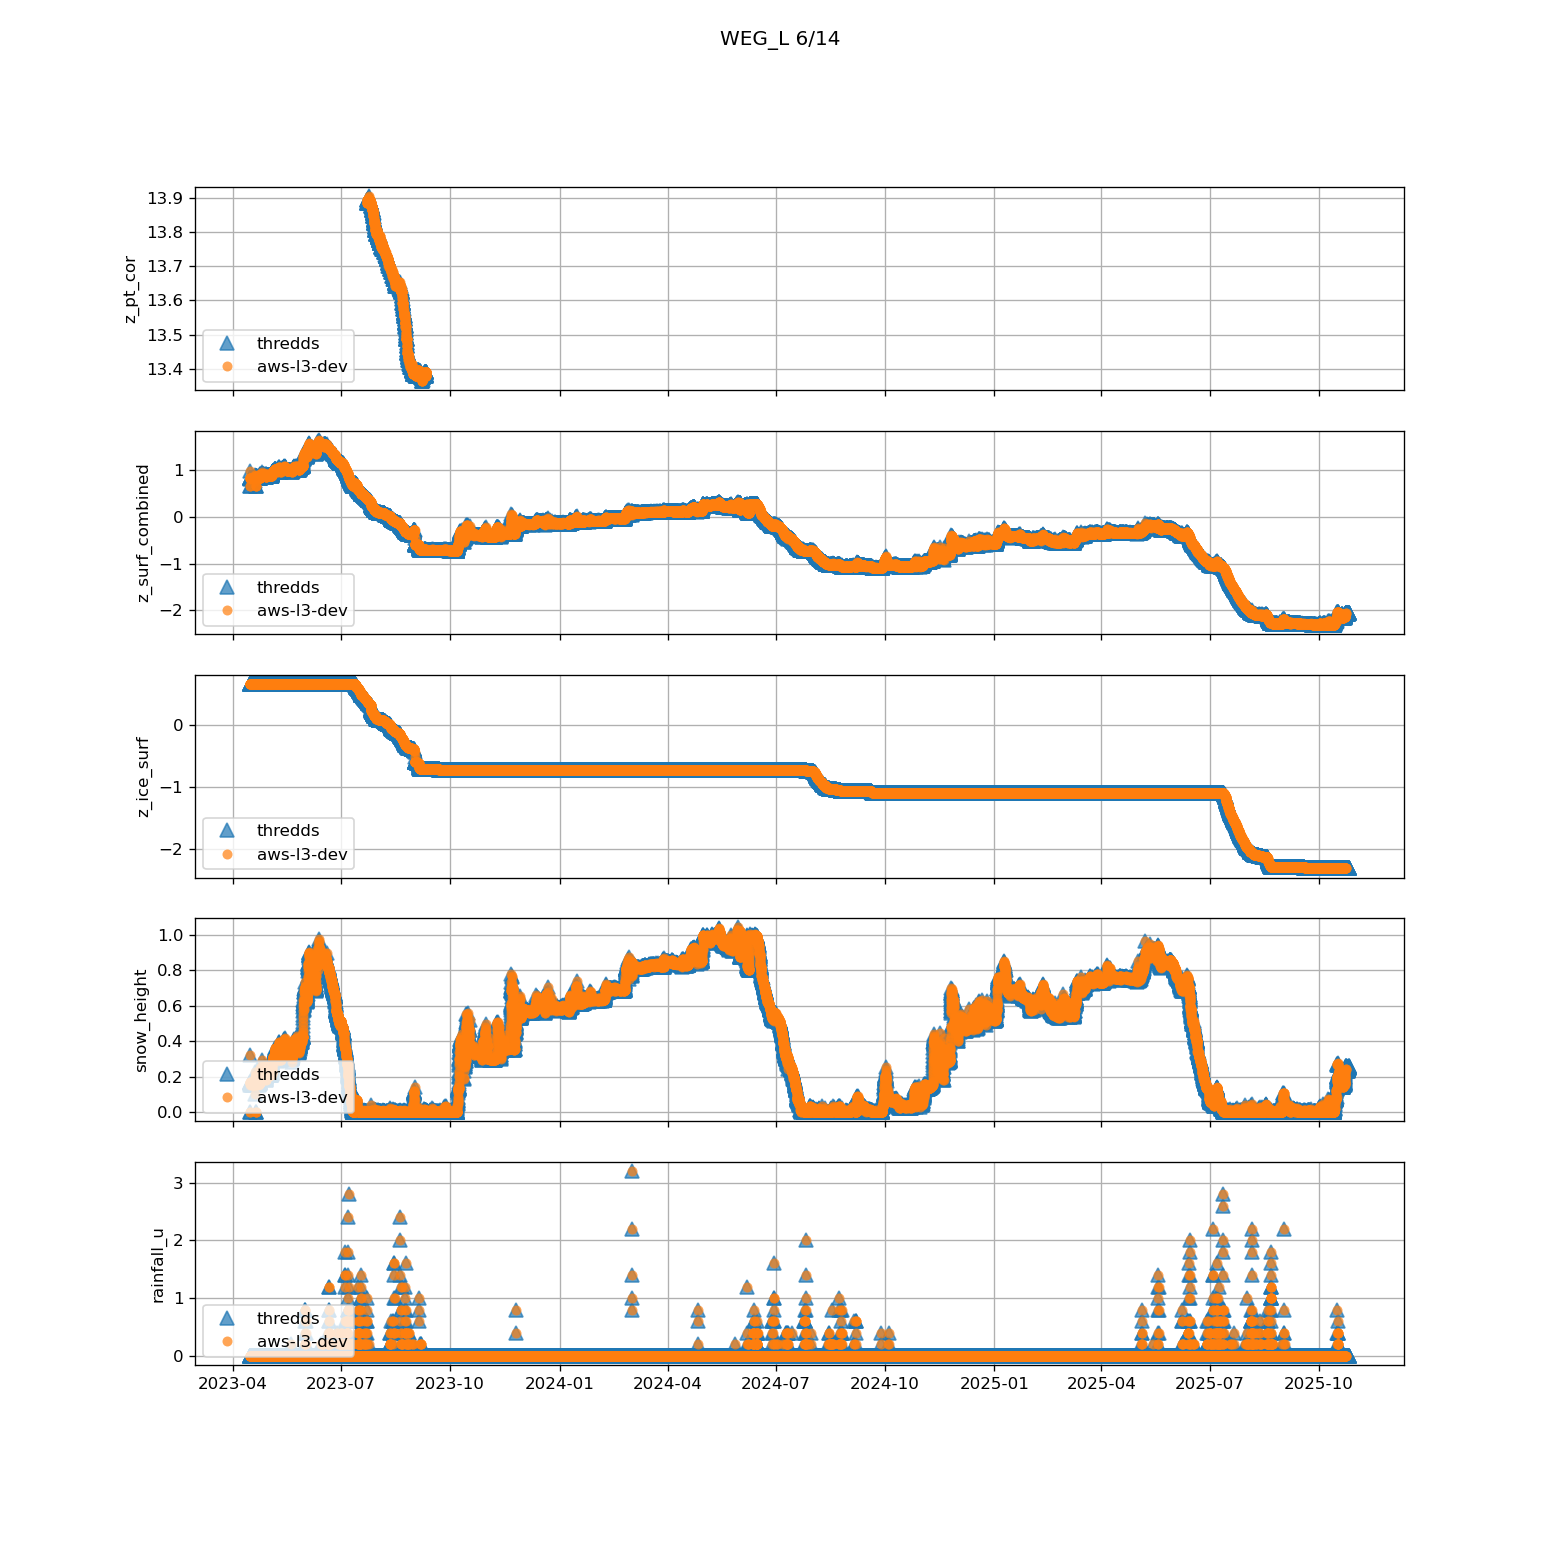 WEG_L 6/14
13.9
13.8
13.7
13.6
13.5
13.4
z_pt_cor
thredds
aws-l3-dev
1
0
−1
−2
z_surf_combined
thredds
aws-l3-dev
0
−1
−2
z_ice_surf
thredds
aws-l3-dev
1.0
0.8
0.6
0.4
0.2
0.0
snow_height
thredds
aws-l3-dev
3
2
1
0
rainfall_u
thredds
aws-l3-dev
2023-04 2023-07 2023-10 2024-01 2024-04 2024-07 2024-10 2025-01 2025-04 2025-07 2025-10